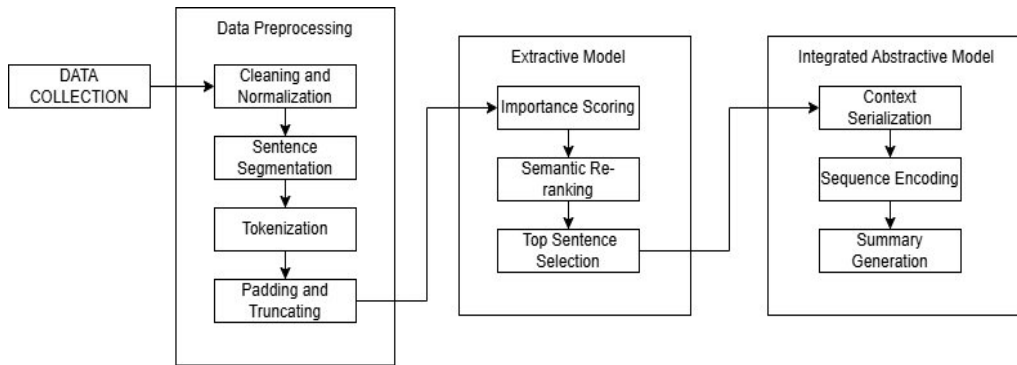 DATA
COLLECTION
Data Preprocessing
Cleaning and
Normalization
Sentence
Segmentation
Tokenization
Padding and
Truncating
Extractive Model
Importance Scoring
Semantic Re-
ranking
Top Sentence
Selection
Integrated Abstractive Model
Context
Serialization
Sequence Encoding
Summary
Generation